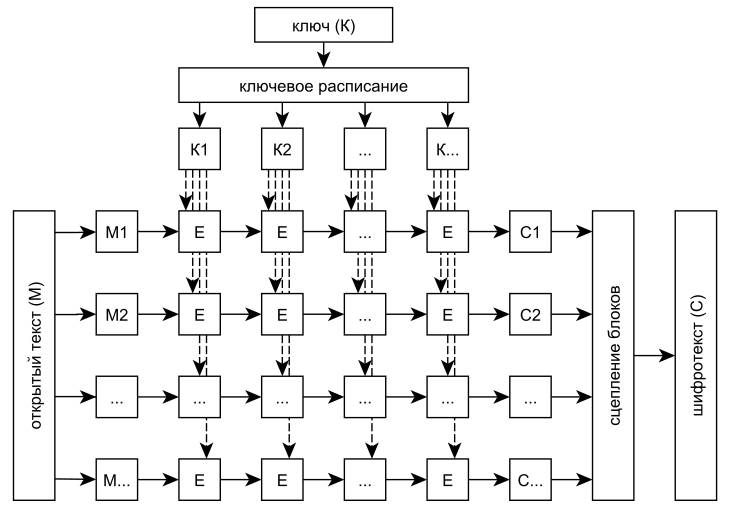 ключ (К)
ключевое расписание
К1 К2 ... К...
М1 Е Е ... Е С1
М2 Е Е ... Е С2
... ... ... ... ... ...
М... Е Е ... Е С...
открытый текст (М)
сцепление блоков
шифротекст (С)